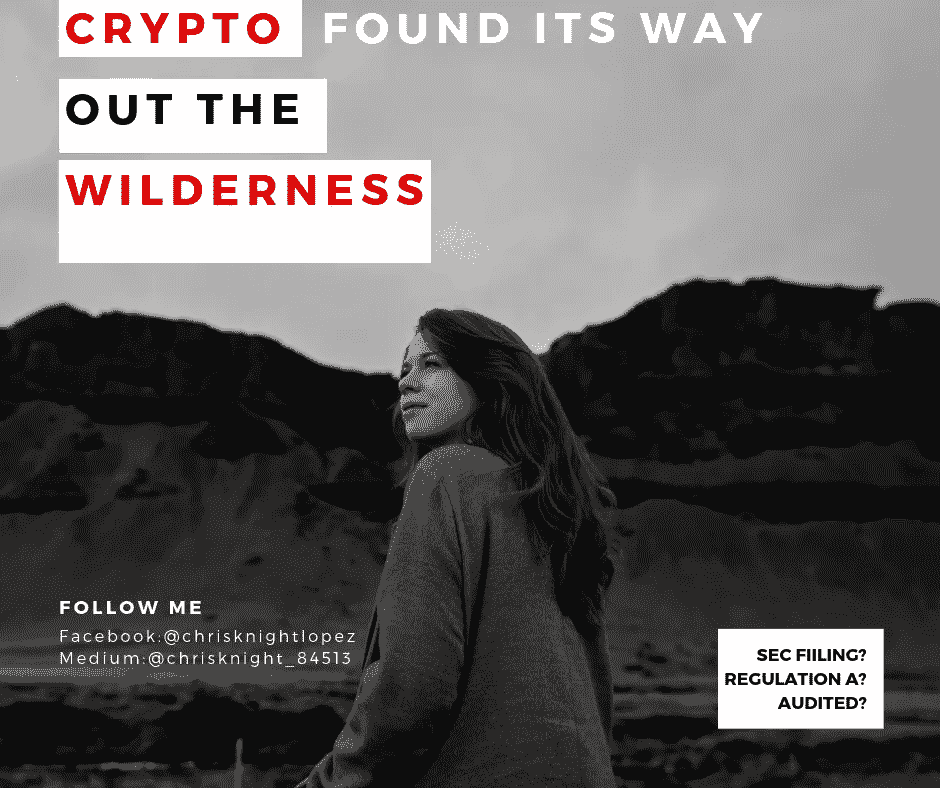 CRYPTO FOUND ITS WAY
OUT THE
WILDERNESS
FOLLOW ME
Facebook:@chrisknightlopez
Medium:@chrisknight_84513
SEC FIILING?
REGULATION A?
AUDITED?